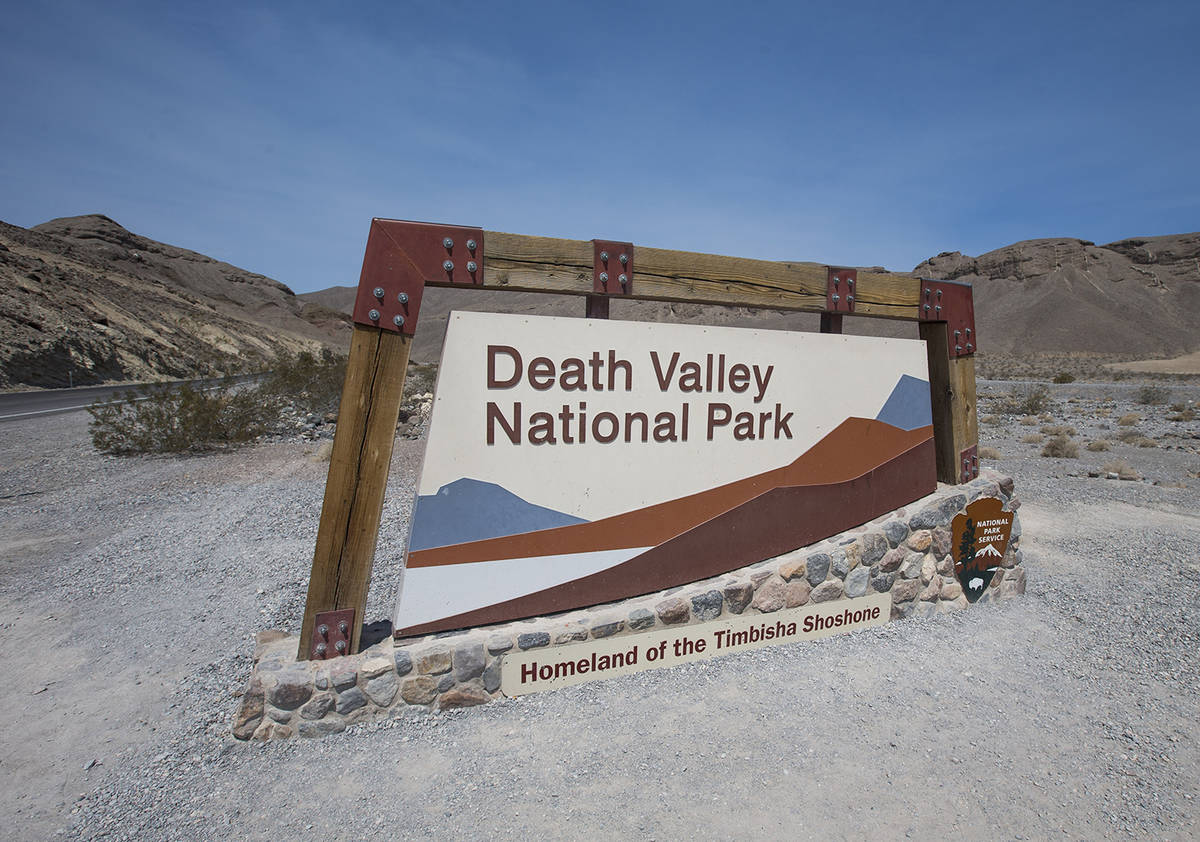 Death Valley
National Park
NATIONAL
PARK
SERVICE
Homeland of the Timbisha Shoshone